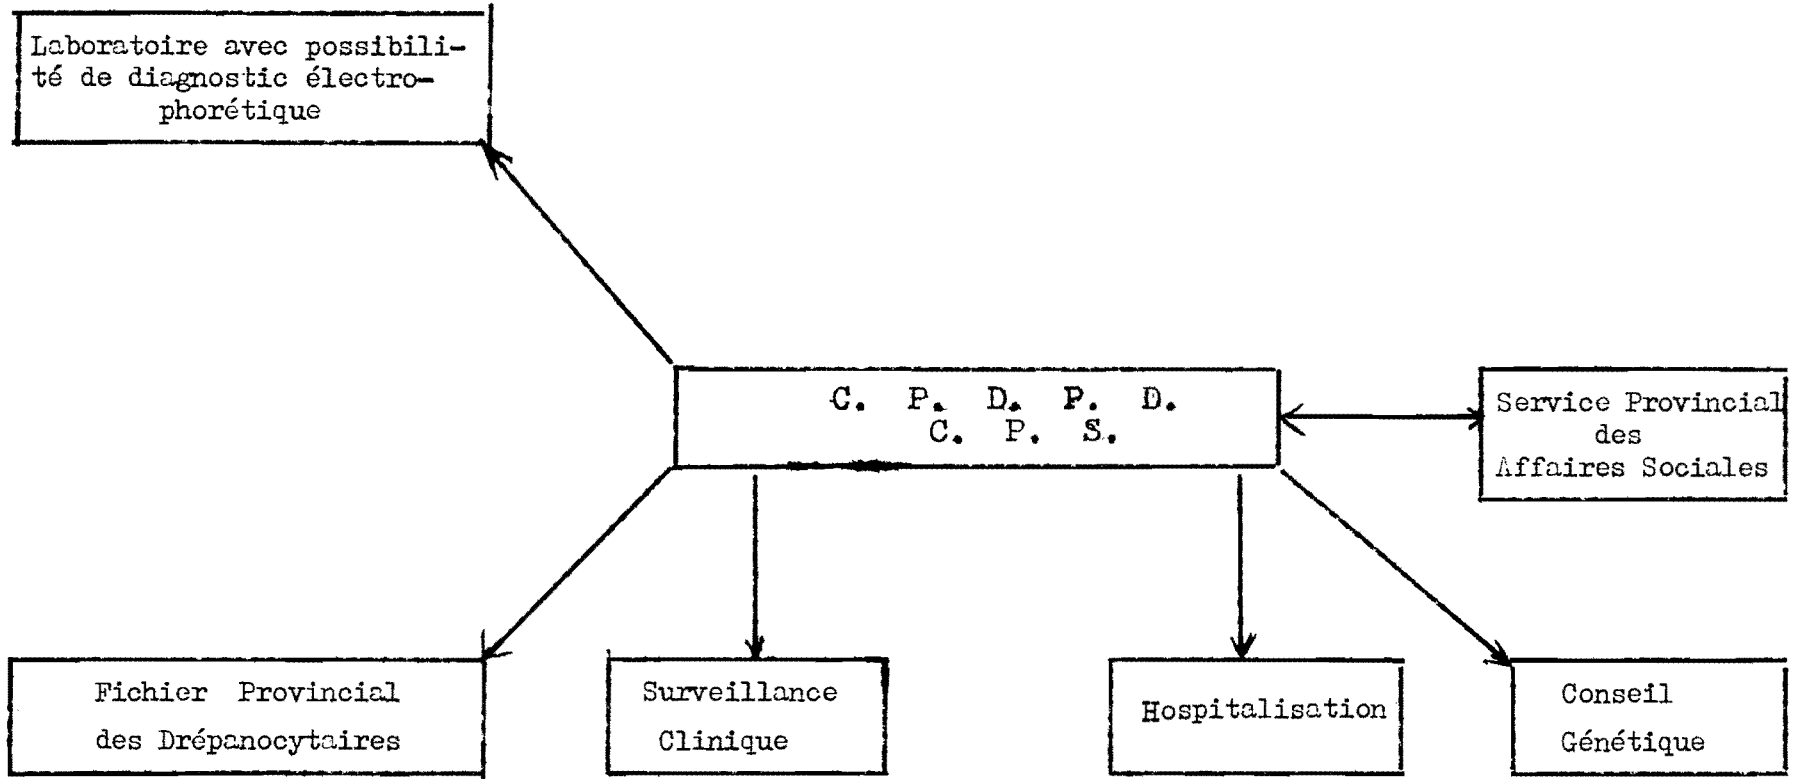 Laboratoire avec possibili-
té de diagnostic électro-
phorétique
C. P. D. P. D.
C. P. S.
Service Provincial
des
Affaires Sociales
Fichier Provincial
des Drépanocytaires
Surveillance
Clinique
Hospitalisation
Conseil
Génétique